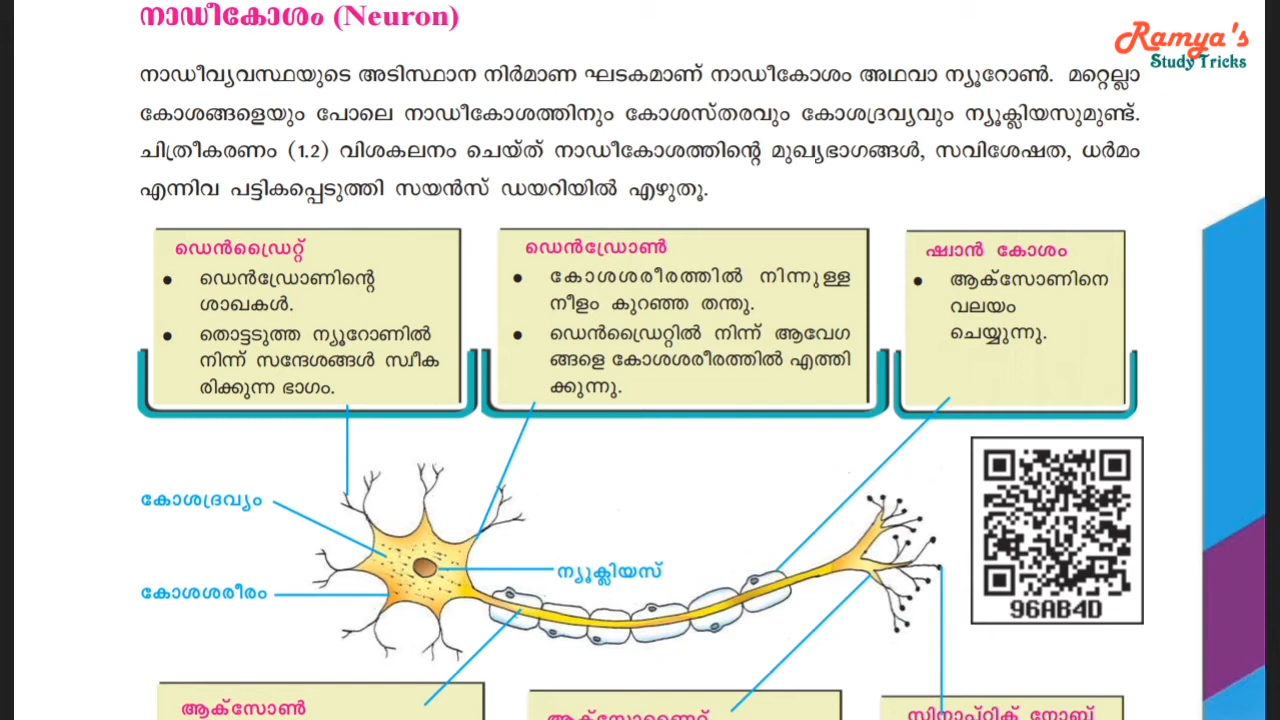 നാഡീകോശം (Neuron)
Ramya's
Study Tricks
നാഡീവ്യവസ്ഥയുടെ അടിസ്ഥാന നിർമാണ ഘടകമാണ് നാഡീകോശം അഥവാ ന്യൂറോൺ. മറ്റെല്ലാ
കോശങ്ങളെയും പോലെ നാഡീകോശത്തിനും കോശസ്തരവും കോശദ്രവ്യവും ന്യൂക്ലിയസുമുണ്ട്.
ചിത്രീകരണം (1.2) വിശകലനം ചെയ്ത് നാഡീകോശത്തിന്റെ മുഖ്യഭാഗങ്ങൾ, സവിശേഷത, ധർമം
എന്നിവ പട്ടികപ്പെടുത്തി സയൻസ് ഡയറിയിൽ എഴുതൂ.
ഡെൻഡ്രൈറ്റ്
• ഡെൻഡ്രോണിന്റെ
ശാഖകൾ.
• തൊട്ടടുത്ത ന്യൂറോണിൽ
നിന്ന് സന്ദേശങ്ങൾ സ്വീക
രിക്കുന്ന ഭാഗം.
ഡെൻഡ്രോൺ
• കോശശരീരത്തിൽ നിന്നുള്ള
നീളം കുറഞ്ഞ തന്തു.
• ഡെൻഡ്രൈറ്റിൽ നിന്ന് ആവേഗ
ങ്ങളെ കോശശരീരത്തിൽ എത്തി
ക്കുന്നു.
ഷ്വാൻ കോശം
• ആക്സോണിനെ
വലയം
ചെയ്യുന്നു.
കോശദ്രവ്യം
ന്യൂക്ലിയസ്
കോശശരീരം
96AB4D
ആക്സോൺ
ആക്സോണൈറ്റ്
സിനാപ്റ്റിക് നോബ്